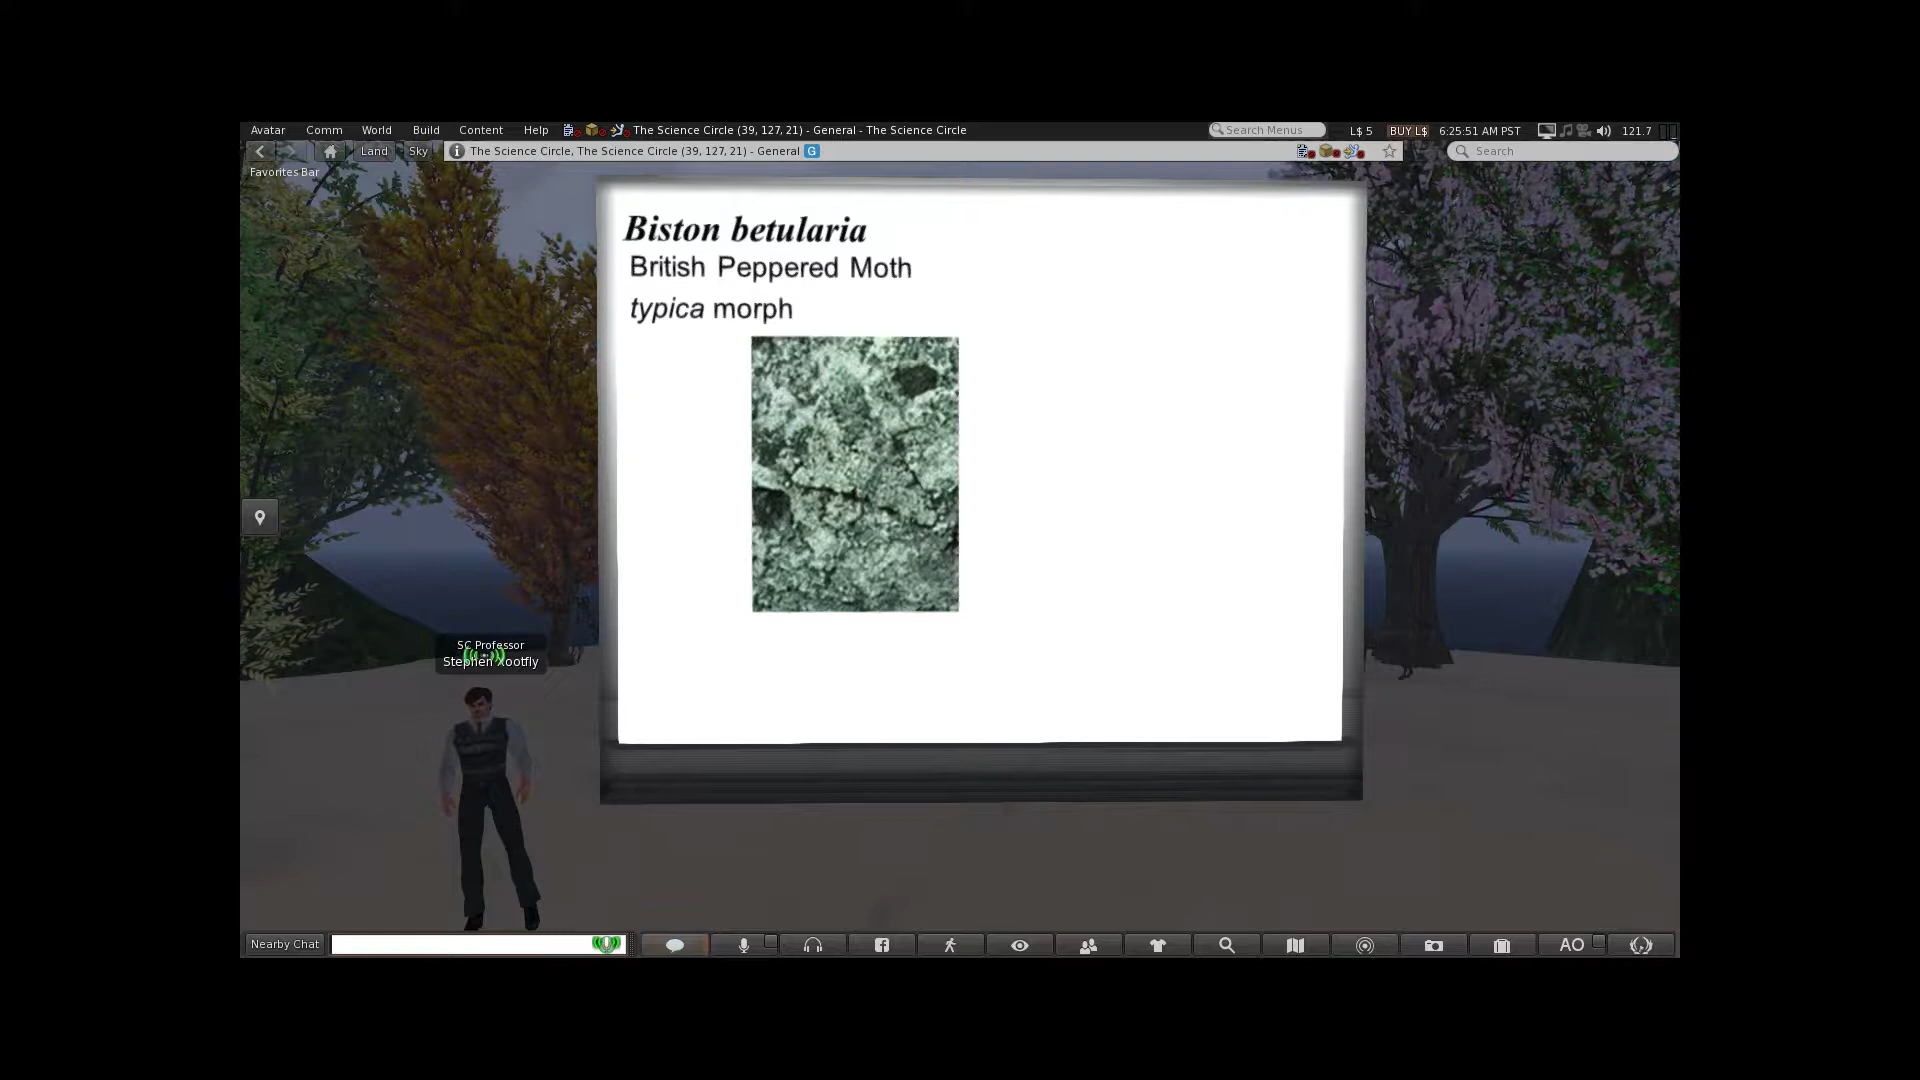 Avatar Comm World Build Content Help The Science Circle (39, 127, 21) - General - The Science Circle Search Menus L$ 5 BUY L$ 6:25:51 AM PST 121.7
Land Sky The Science Circle, The Science Circle (39, 127, 21) - General G Search
Favorites Bar
Biston betularia
British Peppered Moth
typica morph
SC Professor
Stephen Xootfly
Nearby Chat AO